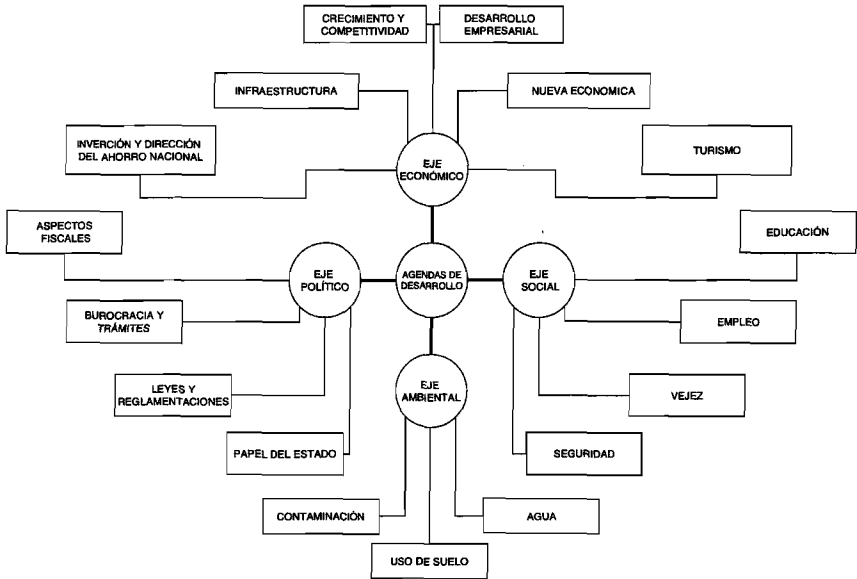 CRECIMIENTO Y
COMPETITIVIDAD
DESARROLLO
EMPRESARIAL
INFRAESTRUCTURA
NUEVA ECONOMICA
INVERCIÓN Y DIRECCIÓN
DEL AHORRO NACIONAL
TURISMO
EJE
ECONÓMICO
ASPECTOS
FISCALES
EDUCACIÓN
EJE
POLÍTICO
AGENDAS DE
DESARROLLO
EJE
SOCIAL
BUROCRACIA Y
TRÁMITES
EMPLEO
LEYES Y
REGLAMENTACIONES
EJE
AMBIENTAL
VEJEZ
PAPEL DEL ESTADO
SEGURIDAD
CONTAMINACIÓN
AGUA
USO DE SUELO